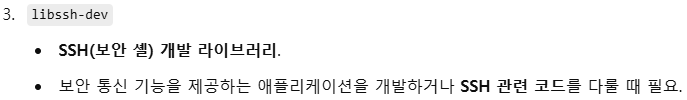 3. libssh-dev
• SSH(보안 셸) 개발 라이브러리.
• 보안 통신 기능을 제공하는 애플리케이션을 개발하거나 SSH 관련 코드를 다룰 때 필요.